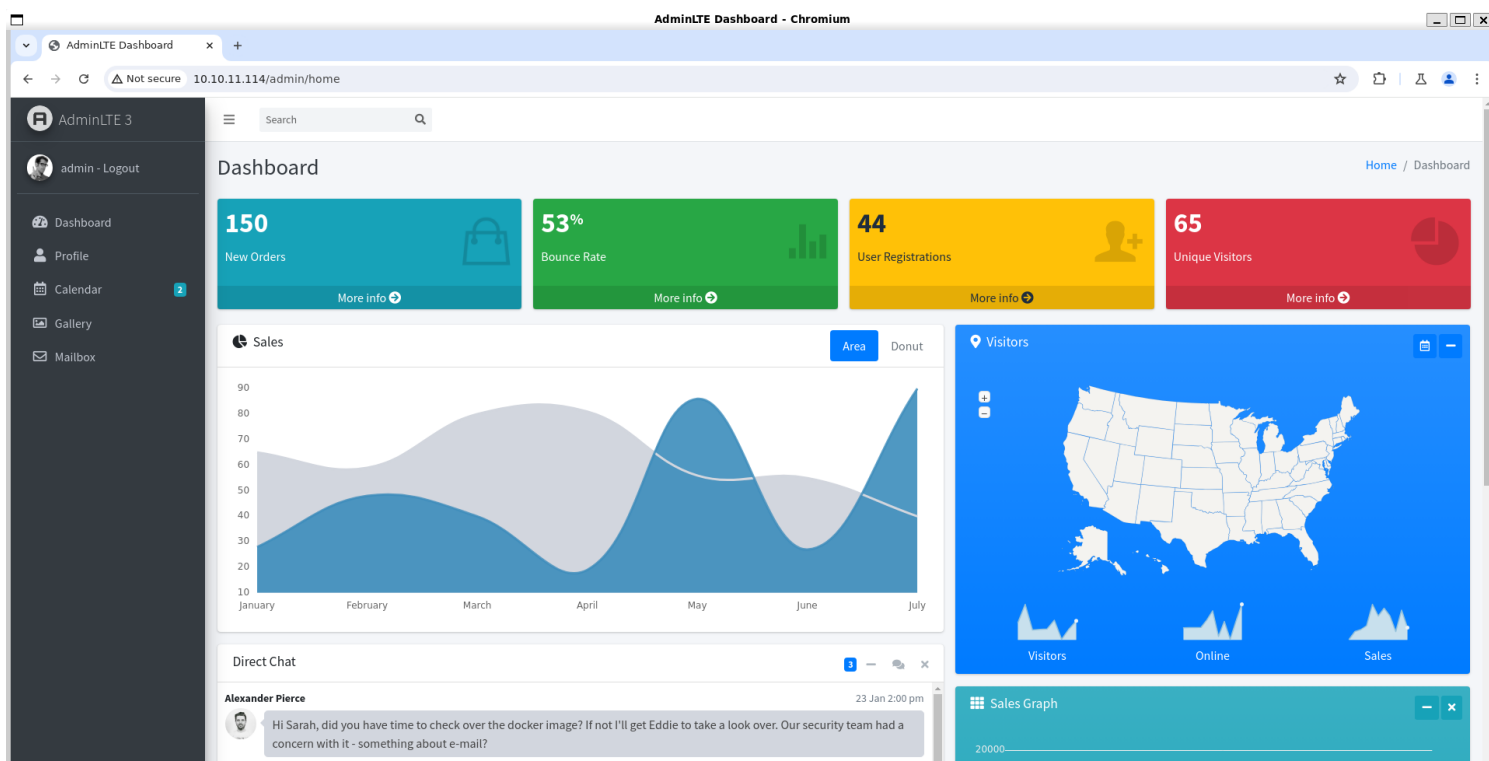 AdminLTE Dashboard - Chromium
AdminLTE Dashboard
Not secure 10.10.11.114/admin/home
AdminLTE 3
Search
admin - Logout
Dashboard
Home / Dashboard
Dashboard
Profile
Calendar 2
Gallery
Mailbox
150
New Orders
More info
53%
Bounce Rate
More info
44
User Registrations
More info
65
Unique Visitors
More info
Sales
Area Donut
90
80
70
60
50
40
30
20
10
January February March April May June July
Visitors
+
−
Visitors Online Sales
Direct Chat
3
Alexander Pierce 23 Jan 2:00 pm
Hi Sarah, did you have time to check over the docker image? If not I'll get Eddie to take a look over. Our security team had a
concern with it - something about e-mail?
Sales Graph
20000